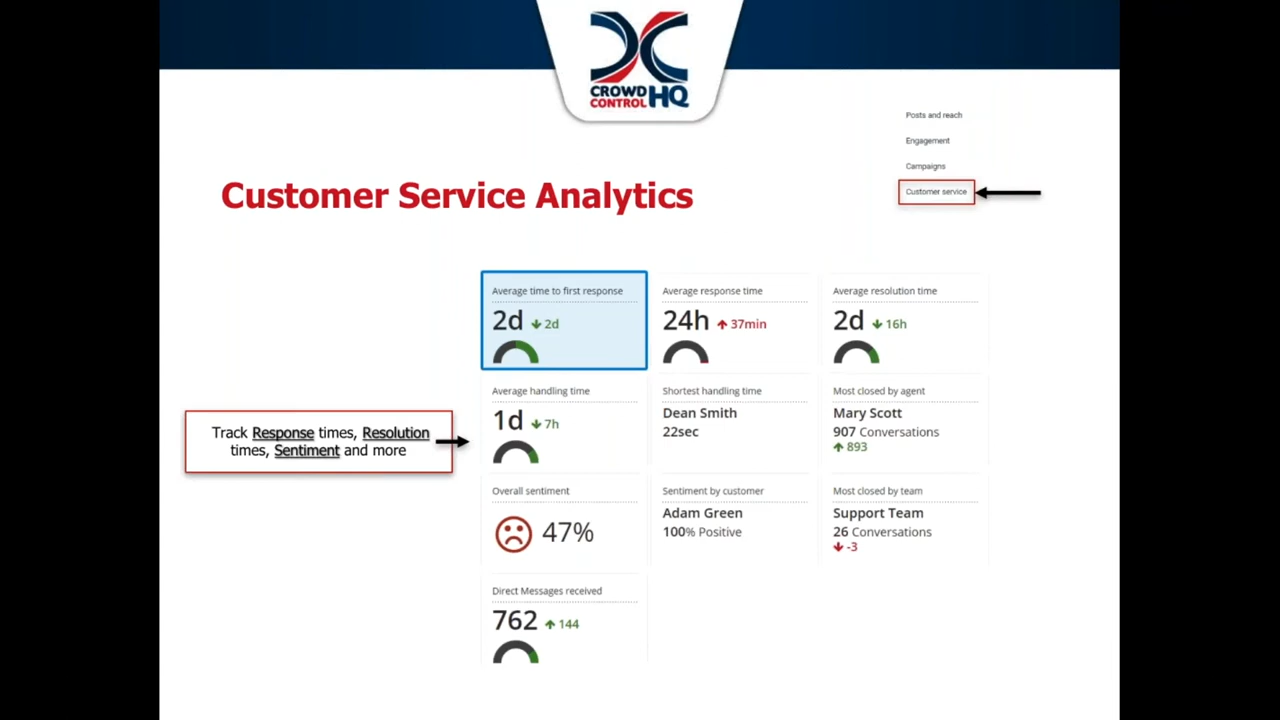 CROWD
CONTROL HQ
Posts and reach
Engagement
Campaigns
Customer service
Customer Service Analytics
Average time to first response
2d 2d
Average response time
24h 37min
Average resolution time
2d 16h
Track Response times, Resolution
times, Sentiment and more
Average handling time
1d 7h
Shortest handling time
Dean Smith
22sec
Most closed by agent
Mary Scott
907 Conversations
893
Overall sentiment
47%
Sentiment by customer
Adam Green
100% Positive
Most closed by team
Support Team
26 Conversations
-3
Direct Messages received
762 144